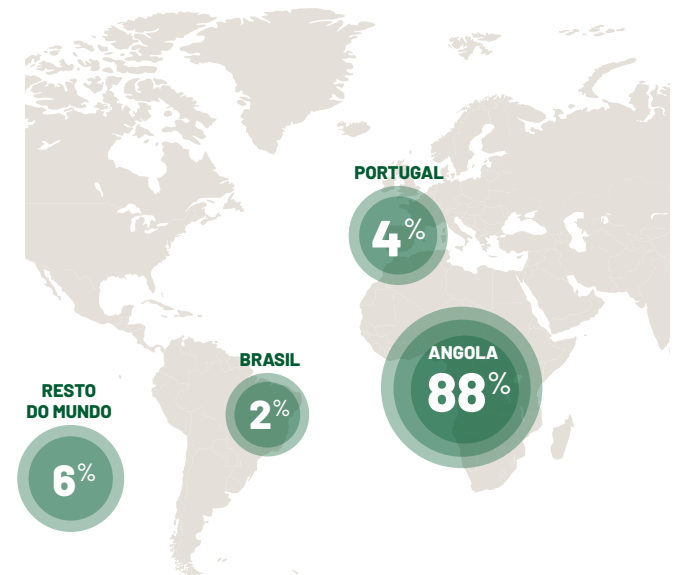 PORTUGAL
4%
ANGOLA
88%
BRASIL
2%
RESTO
DO MUNDO
6%